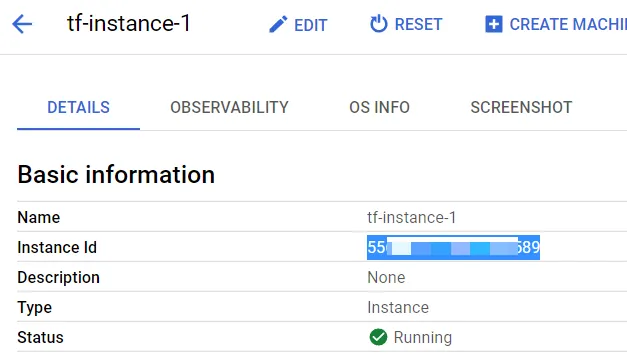 tf-instance-1 EDIT RESET CREATE MACHI
DETAILS OBSERVABILITY OS INFO SCREENSHOT
Basic information
Name tf-instance-1
Instance Id 55 589
Description None
Type Instance
Status Running